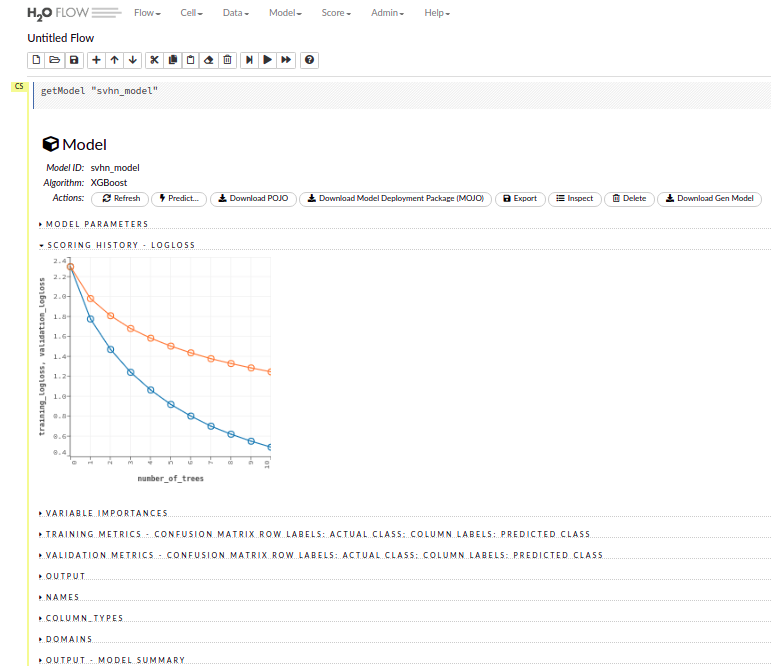 H2O FLOW Flow Cell Data Model Score Admin Help
Untitled Flow
CS
getModel "svhn_model"
Model
Model ID: svhn_model
Algorithm: XGBoost
Actions: Refresh Predict... Download POJO Download Model Deployment Package (MOJO) Export Inspect Delete Download Gen Model
MODEL PARAMETERS
SCORING HISTORY - LOGLOSS
training_logloss, validation_logloss
2.4
2.2
2.0
1.8
1.6
1.4
1.2
1.0
0.8
0.6
0.4
0 1 2 3 4 5 6 7 8 9 10
number_of_trees
VARIABLE IMPORTANCES
TRAINING METRICS - CONFUSION MATRIX ROW LABELS: ACTUAL CLASS; COLUMN LABELS: PREDICTED CLASS
VALIDATION METRICS - CONFUSION MATRIX ROW LABELS: ACTUAL CLASS; COLUMN LABELS: PREDICTED CLASS
OUTPUT
NAMES
COLUMN_TYPES
DOMAINS
OUTPUT - MODEL SUMMARY